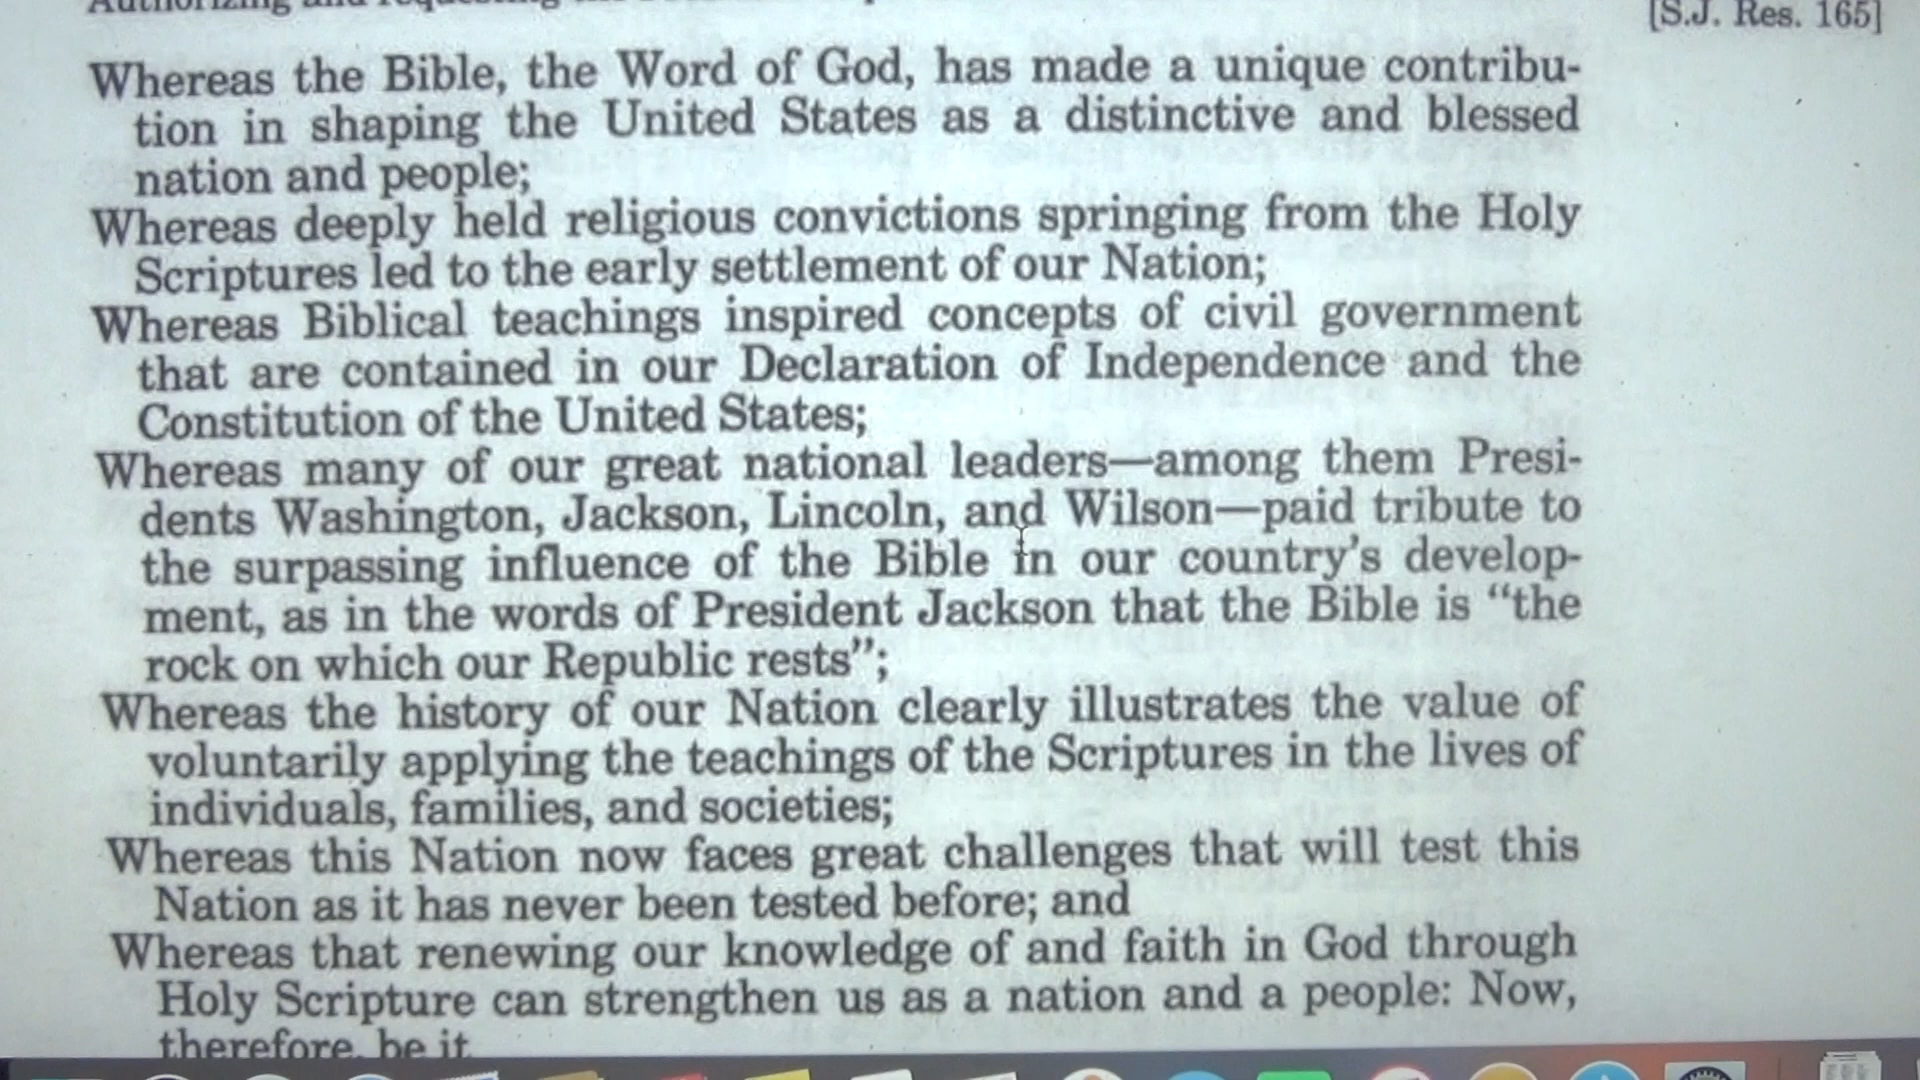 Authorizing and requesting the
[S.J. Res. 165]
Whereas the Bible, the Word of God, has made a unique contribu-
tion in shaping the United States as a distinctive and blessed
nation and people;
Whereas deeply held religious convictions springing from the Holy
Scriptures led to the early settlement of our Nation;
Whereas Biblical teachings inspired concepts of civil government
that are contained in our Declaration of Independence and the
Constitution of the United States;
Whereas many of our great national leaders—among them Presi-
dents Washington, Jackson, Lincoln, and Wilson—paid tribute to
the surpassing influence of the Bible in our country's develop-
ment, as in the words of President Jackson that the Bible is “the
rock on which our Republic rests”;
Whereas the history of our Nation clearly illustrates the value of
voluntarily applying the teachings of the Scriptures in the lives of
individuals, families, and societies;
Whereas this Nation now faces great challenges that will test this
Nation as it has never been tested before; and
Whereas that renewing our knowledge of and faith in God through
Holy Scripture can strengthen us as a nation and a people: Now,
therefore, be it